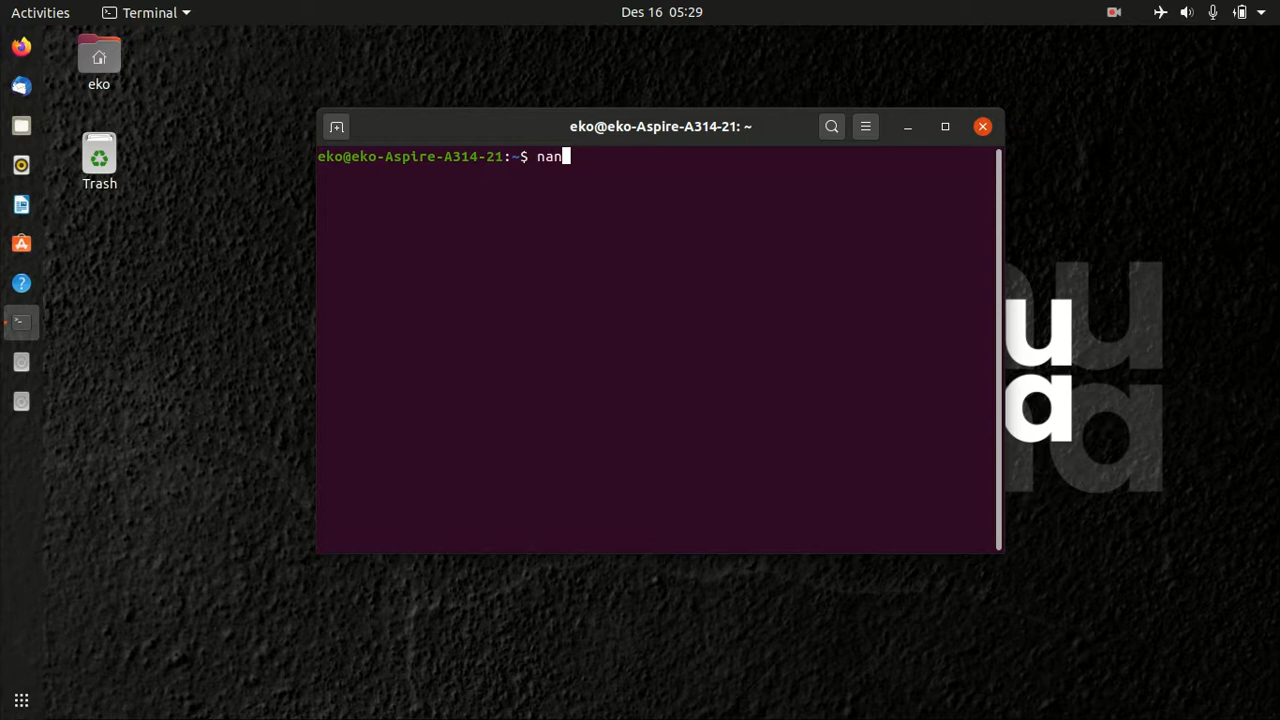 Activities
Terminal
Des 16 05:29
eko
Trash
eko@eko-Aspire-A314-21: ~
eko@eko-Aspire-A314-21:~$ nan
u
u
a
a